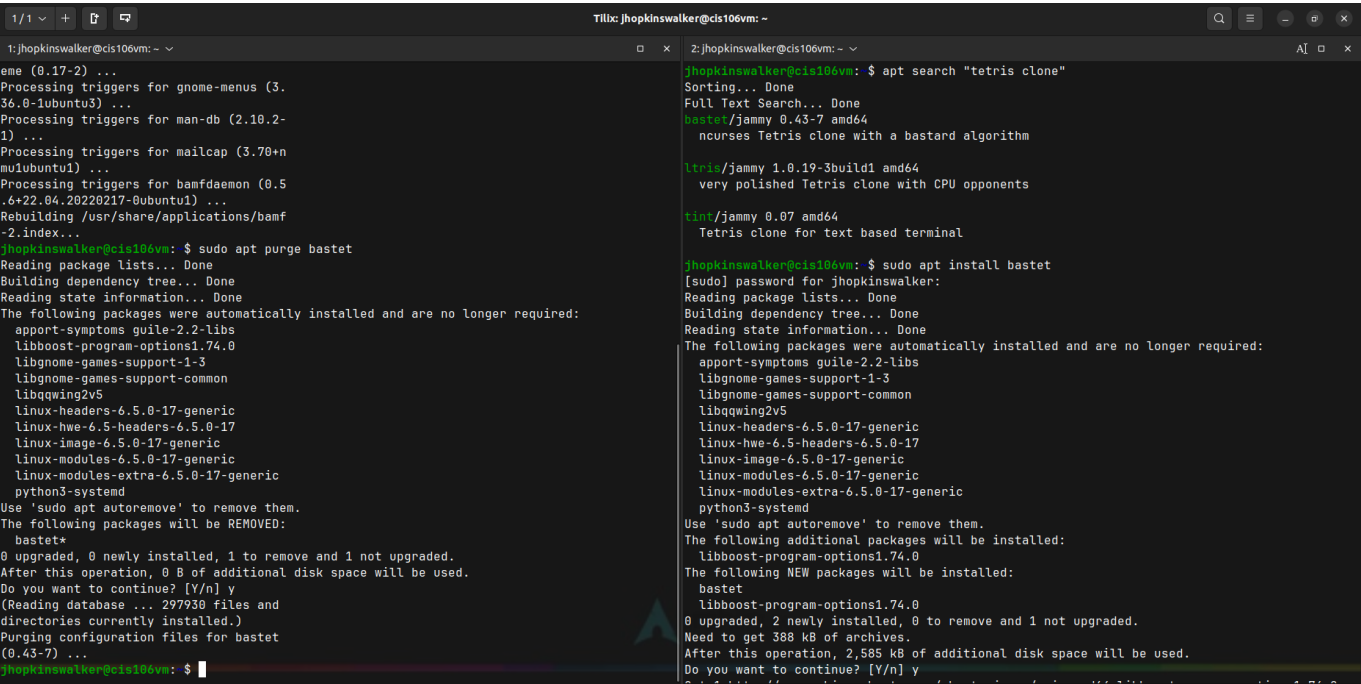 1 / 1
Tilix: jhopkinswalker@cis106vm: ~
1: jhopkinswalker@cis106vm: ~
eme (0.17-2) ...
Processing triggers for gnome-menus (3.
36.0-1ubuntu3) ...
Processing triggers for man-db (2.10.2-
1) ...
Processing triggers for mailcap (3.70+n
mu1ubuntu1) ...
Processing triggers for bamfdaemon (0.5
.6+22.04.20220217-0ubuntu1) ...
Rebuilding /usr/share/applications/bamf
-2.index...
jhopkinswalker@cis106vm: $ sudo apt purge bastet
Reading package lists... Done
Building dependency tree... Done
Reading state information... Done
The following packages were automatically installed and are no longer required:
  apport-symptoms guile-2.2-libs
  libboost-program-options1.74.0
  libgnome-games-support-1-3
  libgnome-games-support-common
  libqqwing2v5
  linux-headers-6.5.0-17-generic
  linux-hwe-6.5-headers-6.5.0-17
  linux-image-6.5.0-17-generic
  linux-modules-6.5.0-17-generic
  linux-modules-extra-6.5.0-17-generic
  python3-systemd
Use 'sudo apt autoremove' to remove them.
The following packages will be REMOVED:
  bastet*
0 upgraded, 0 newly installed, 1 to remove and 1 not upgraded.
After this operation, 0 B of additional disk space will be used.
Do you want to continue? [Y/n] y
(Reading database ... 297930 files and
directories currently installed.)
Purging configuration files for bastet
(0.43-7) ...
jhopkinswalker@cis106vm: $
2: jhopkinswalker@cis106vm: ~
jhopkinswalker@cis106vm: $ apt search "tetris clone"
Sorting... Done
Full Text Search... Done
bastet/jammy 0.43-7 amd64
  ncurses Tetris clone with a bastard algorithm
ltris/jammy 1.0.19-3build1 amd64
  very polished Tetris clone with CPU opponents
tint/jammy 0.07 amd64
  Tetris clone for text based terminal
jhopkinswalker@cis106vm: $ sudo apt install bastet
[sudo] password for jhopkinswalker:
Reading package lists... Done
Building dependency tree... Done
Reading state information... Done
The following packages were automatically installed and are no longer required:
  apport-symptoms guile-2.2-libs
  libgnome-games-support-1-3
  libgnome-games-support-common
  libqqwing2v5
  linux-headers-6.5.0-17-generic
  linux-hwe-6.5-headers-6.5.0-17
  linux-image-6.5.0-17-generic
  linux-modules-6.5.0-17-generic
  linux-modules-extra-6.5.0-17-generic
  python3-systemd
Use 'sudo apt autoremove' to remove them.
The following additional packages will be installed:
  libboost-program-options1.74.0
The following NEW packages will be installed:
  bastet
  libboost-program-options1.74.0
0 upgraded, 2 newly installed, 0 to remove and 1 not upgraded.
Need to get 388 kB of archives.
After this operation, 2,585 kB of additional disk space will be used.
Do you want to continue? [Y/n] y